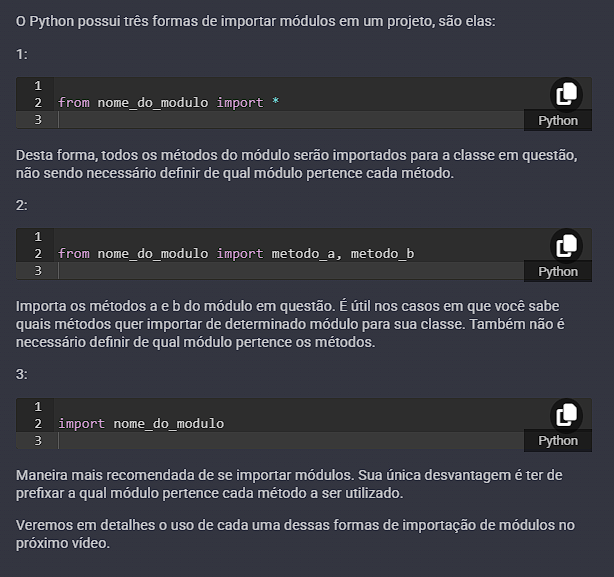 O Python possui três formas de importar módulos em um projeto, são elas:
1:
1
2 from nome_do_modulo import *
3
Python
Desta forma, todos os métodos do módulo serão importados para a classe em questão,
não sendo necessário definir de qual módulo pertence cada método.
2:
1
2 from nome_do_modulo import metodo_a, metodo_b
3
Python
Importa os métodos a e b do módulo em questão. É útil nos casos em que você sabe
quais métodos quer importar de determinado módulo para sua classe. Também não é
necessário definir de qual módulo pertence os métodos.
3:
1
2 import nome_do_modulo
3
Python
Maneira mais recomendada de se importar módulos. Sua única desvantagem é ter de
prefixar a qual módulo pertence cada método a ser utilizado.
Veremos em detalhes o uso de cada uma dessas formas de importação de módulos no
próximo vídeo.